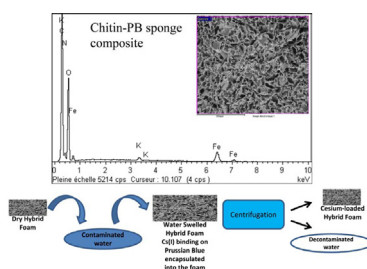 Chitin-PB sponge
composite
K
C
N
O
Fe
K
K
Fe
Fe
0 1 2 3 4 5 6 7 8 9 10
Pleine échelle 5214 cps Curseur : 10.107 (4 cps )
keV
Dry Hybrid
Foam
Contaminated
water
Water Swelled
Hybrid Foam
Cs(I) binding on
Prussian Blue
encapsulated
into the foam
Centrifugation
Cesium-loaded
Hybrid Foam
Decontaminated
water